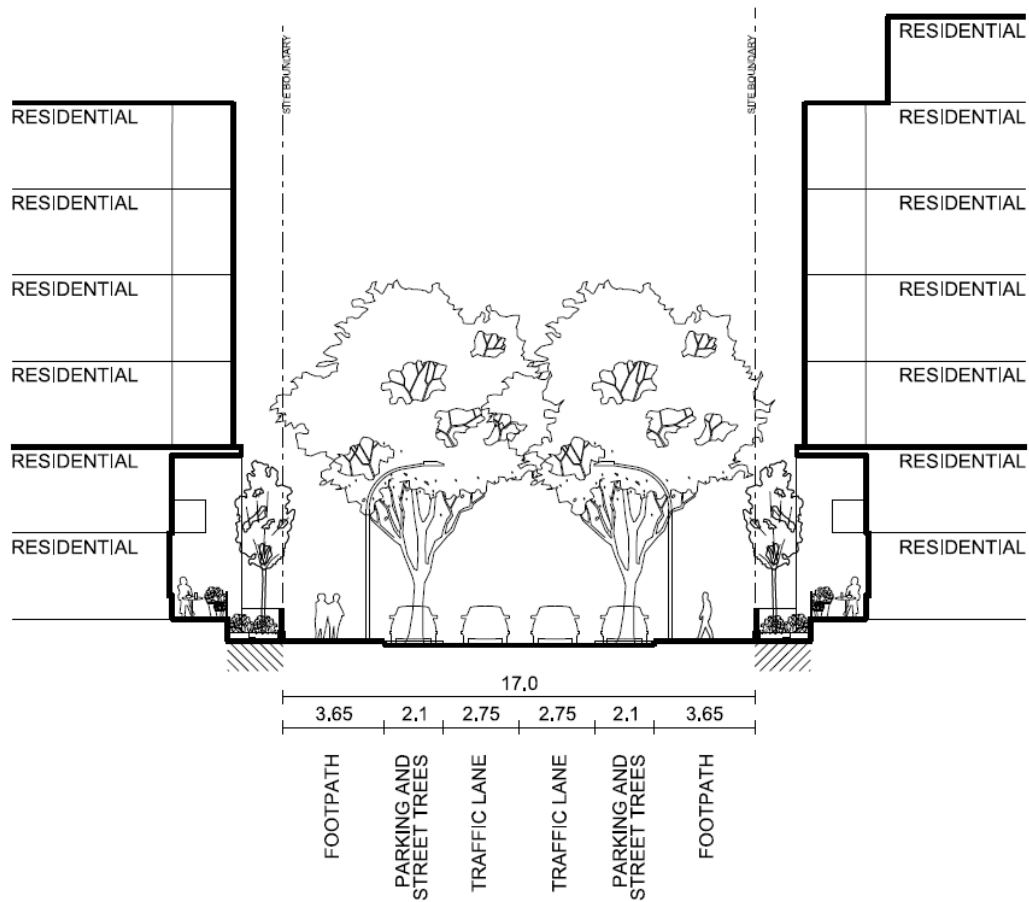 RESIDENTIAL
SITE BOUNDARY
SITE BOUNDARY
RESIDENTIAL
RESIDENTIAL
RESIDENTIAL
RESIDENTIAL
RESIDENTIAL
RESIDENTIAL
RESIDENTIAL
RESIDENTIAL
RESIDENTIAL
RESIDENTIAL
RESIDENTIAL
RESIDENTIAL
17.0
3.65
2.1
2.75
2.75
2.1
3.65
FOOTPATH
PARKING AND
STREET TREES
TRAFFIC LANE
TRAFFIC LANE
PARKING AND
STREET TREES
FOOTPATH